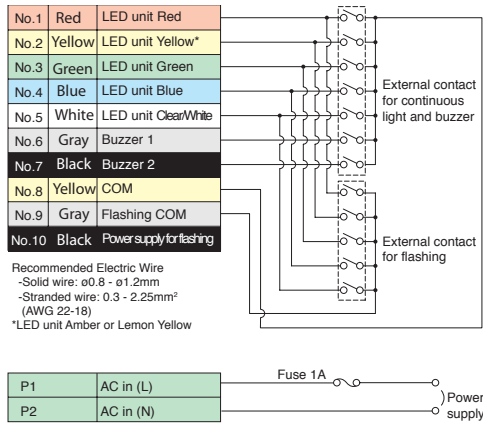 No.1 Red LED unit Red
No.2 Yellow LED unit Yellow*
No.3 Green LED unit Green
No.4 Blue LED unit Blue
No.5 White LED unit Clear/White
No.6 Gray Buzzer 1
No.7 Black Buzzer 2
No.8 Yellow COM
No.9 Gray Flashing COM
No.10 Black Power supply for flashing
External contact
for continuous
light and buzzer
External contact
for flashing
Recommended Electric Wire
-Solid wire: ø0.8 - ø1.2mm
-Stranded wire: 0.3 - 2.25mm²
(AWG 22-18)
*LED unit Amber or Lemon Yellow
Fuse 1A
P1 AC in (L)
P2 AC in (N)
Power
supply